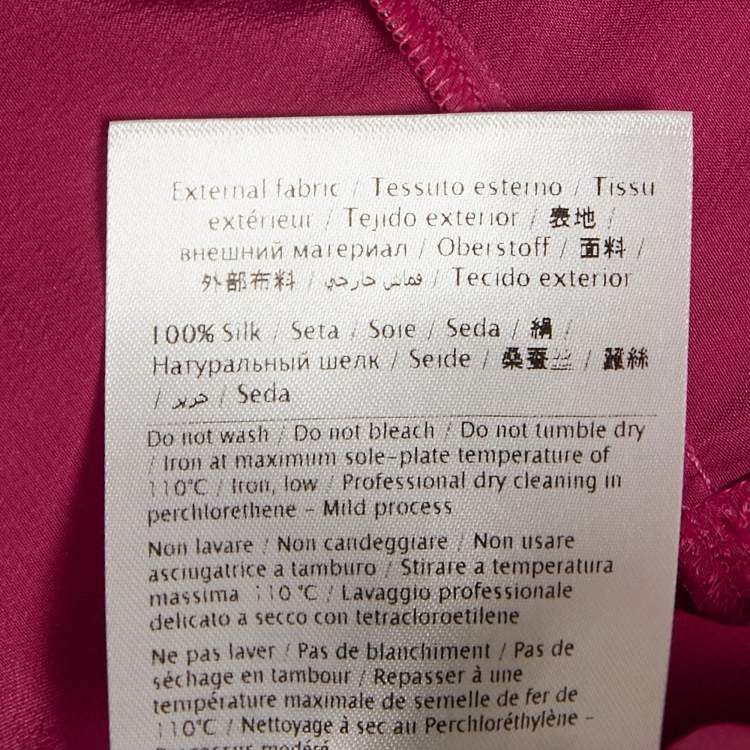 External fabric / Tessuto esterno / Tissu
extérieur / Tejido exterior / 表地 /
внешний материал / Oberstoff / 面料 /
外部布料 / قماش خارجي / Tecido exterior
100% Silk / Seta / Soie / Seda / 絹 /
Натуральный шелк / Seide / 桑蚕丝 / 蠶絲
/ حرير / Seda
Do not wash / Do not bleach / Do not tumble dry
/ Iron at maximum sole-plate temperature of
110°C / Iron, low / Professional dry cleaning in
perchlorethene - Mild process
Non lavare / Non candeggiare / Non usare
asciugatrice a tamburo / Stirare a temperatura
massima 110 °C / Lavaggio professionale
delicato a secco con tetracloroetilene
Ne pas laver / Pas de blanchiment / Pas de
séchage en tambour / Repasser à une
température maximale de semelle de fer de
110°C / Nettoyage à sec au Perchloréthylène -
Processus modéré